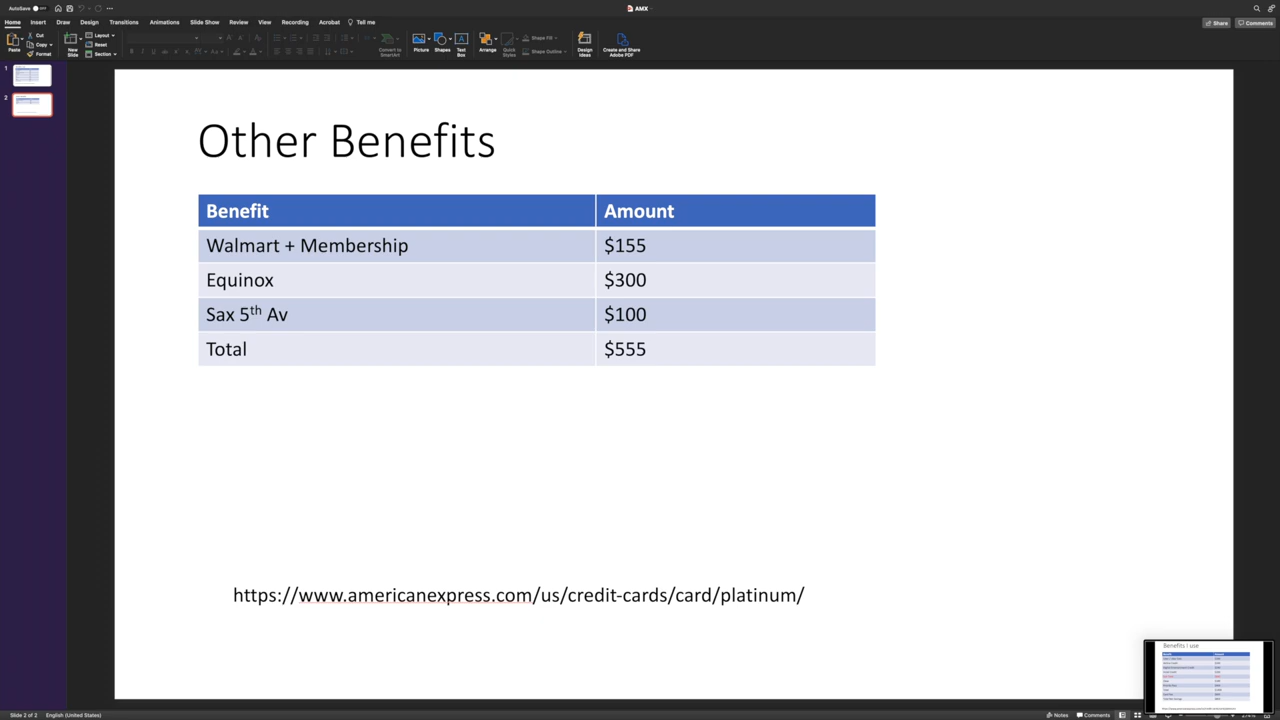 AutoSave OFF
AMX
Home Insert Draw Design Transitions Animations Slide Show Review View Recording Acrobat Tell me
Share Comments
Paste
Cut
Copy
Format
New Slide
Layout
Reset
Section
Convert to SmartArt
Picture
Shapes
Text Box
Arrange
Quick Styles
Shape Fill
Shape Outline
Design Ideas
Create and Share Adobe PDF
1
2
Other Benefits
Benefit Amount
Walmart + Membership $155
Equinox $300
Sax 5th Av $100
Total $555
https://www.americanexpress.com/us/credit-cards/card/platinum/
Benefits I use
Slide 2 of 2 English (United States)
Notes Comments